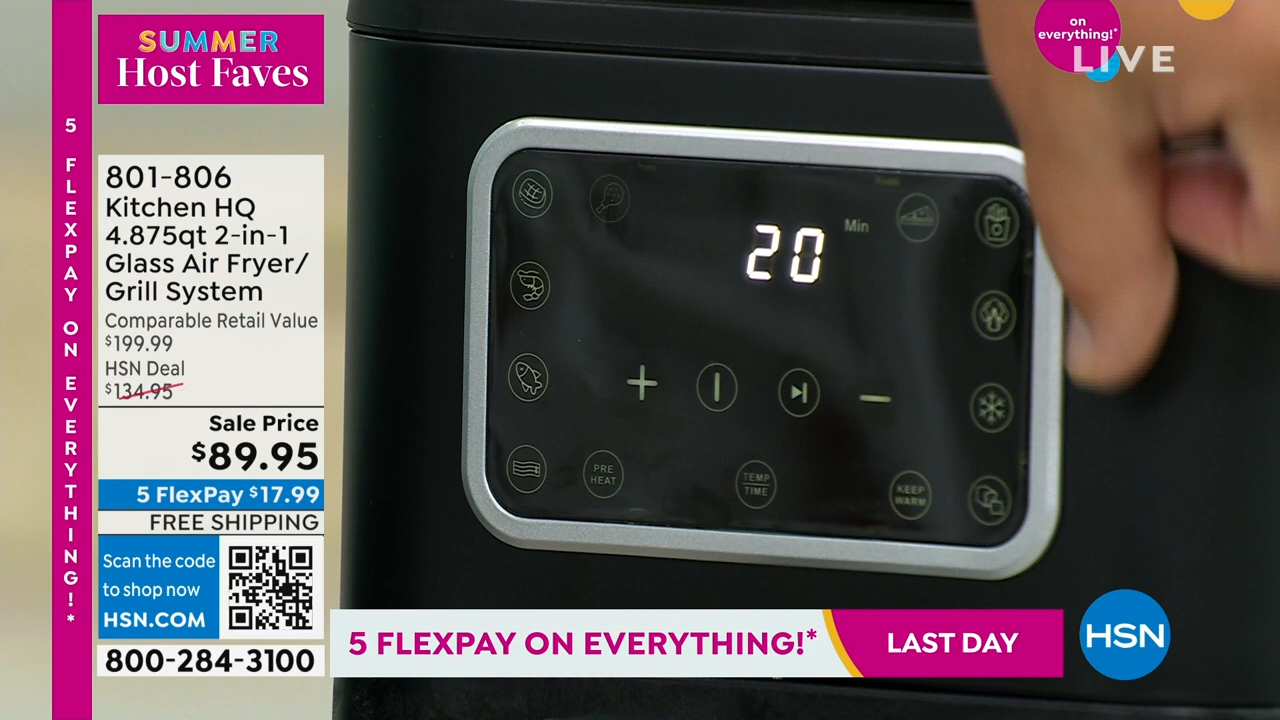 5 FLEXPAY ON EVERYTHING!*
SUMMER
Host Faves
801-806
Kitchen HQ
4.875qt 2-in-1
Glass Air Fryer/
Grill System
Comparable Retail Value
$199.99
HSN Deal
$134.95
Sale Price
$89.95
5 FlexPay $17.99
FREE SHIPPING
Scan the code
to shop now
HSN.COM
800-284-3100
on
everything!*
LIVE
20 Min
PRE
HEAT
TEMP
TIME
KEEP
WARM
5 FLEXPAY ON EVERYTHING!*
LAST DAY
HSN